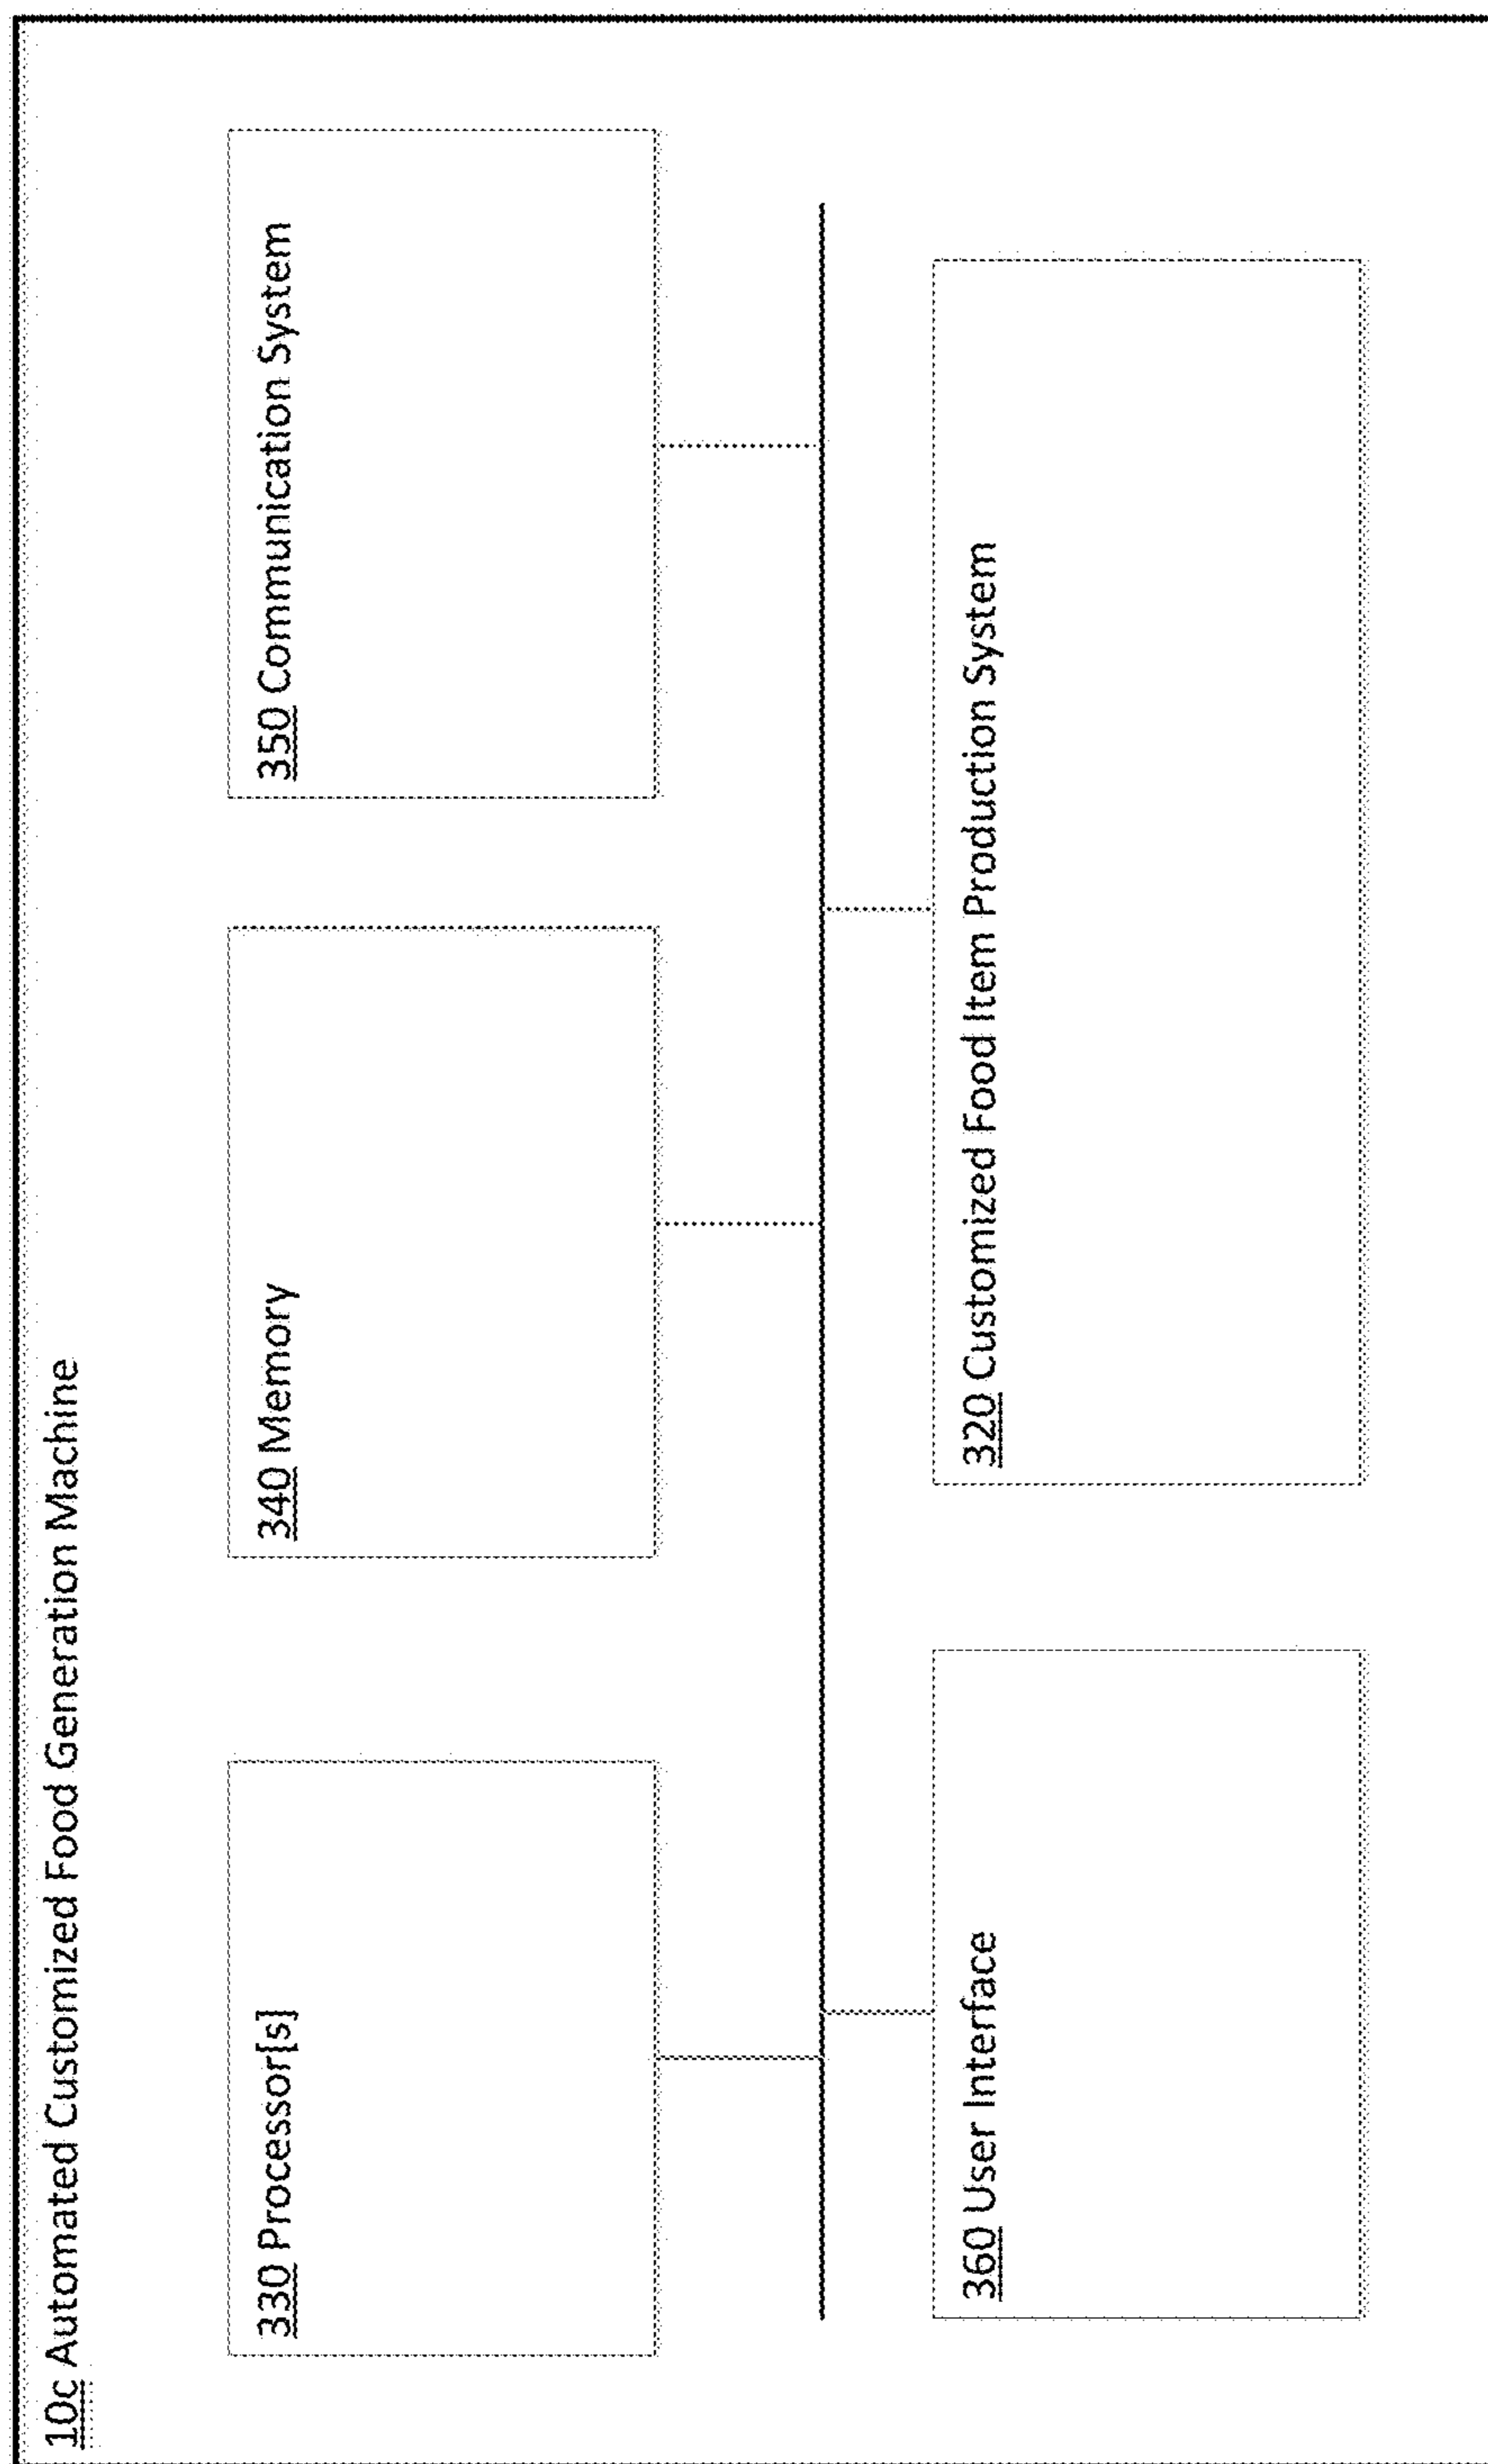 10c Automated Customized Food Generation Machine
330 Processor[s]
340 Memory
350 Communication System
360 User Interface
320 Customized Food Item Production System